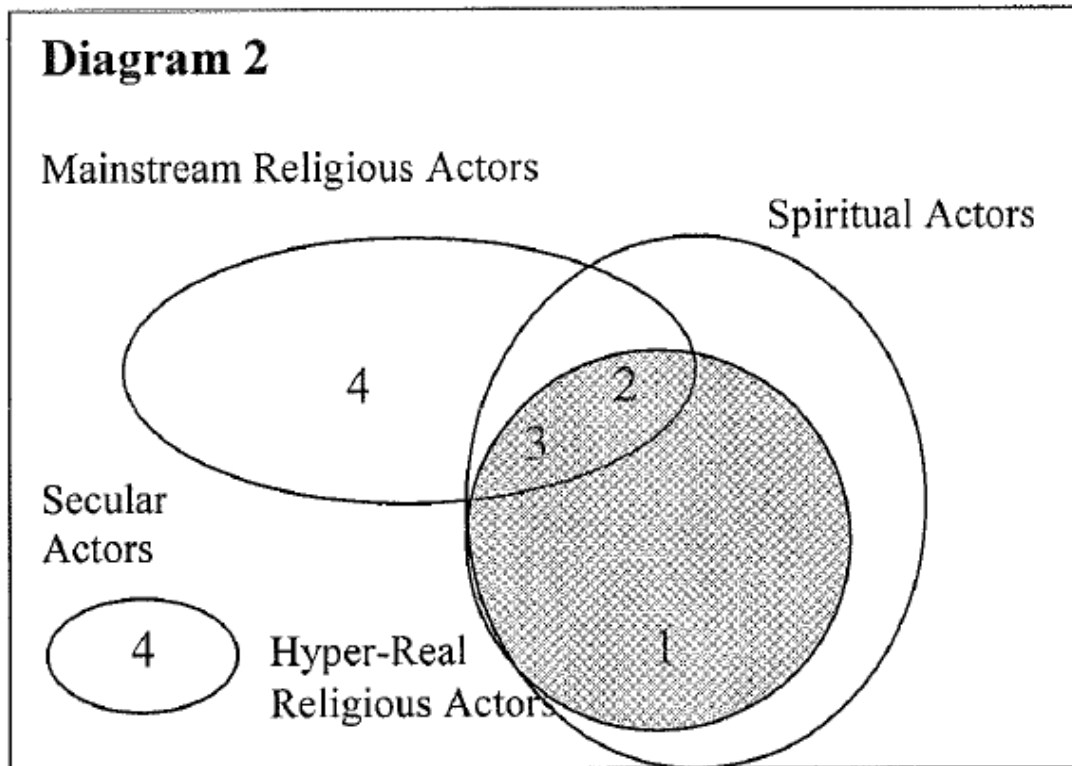 Diagram 2
Mainstream Religious Actors
Spiritual Actors
4
2
3
Secular
Actors
4
Hyper-Real
Religious Actors
1